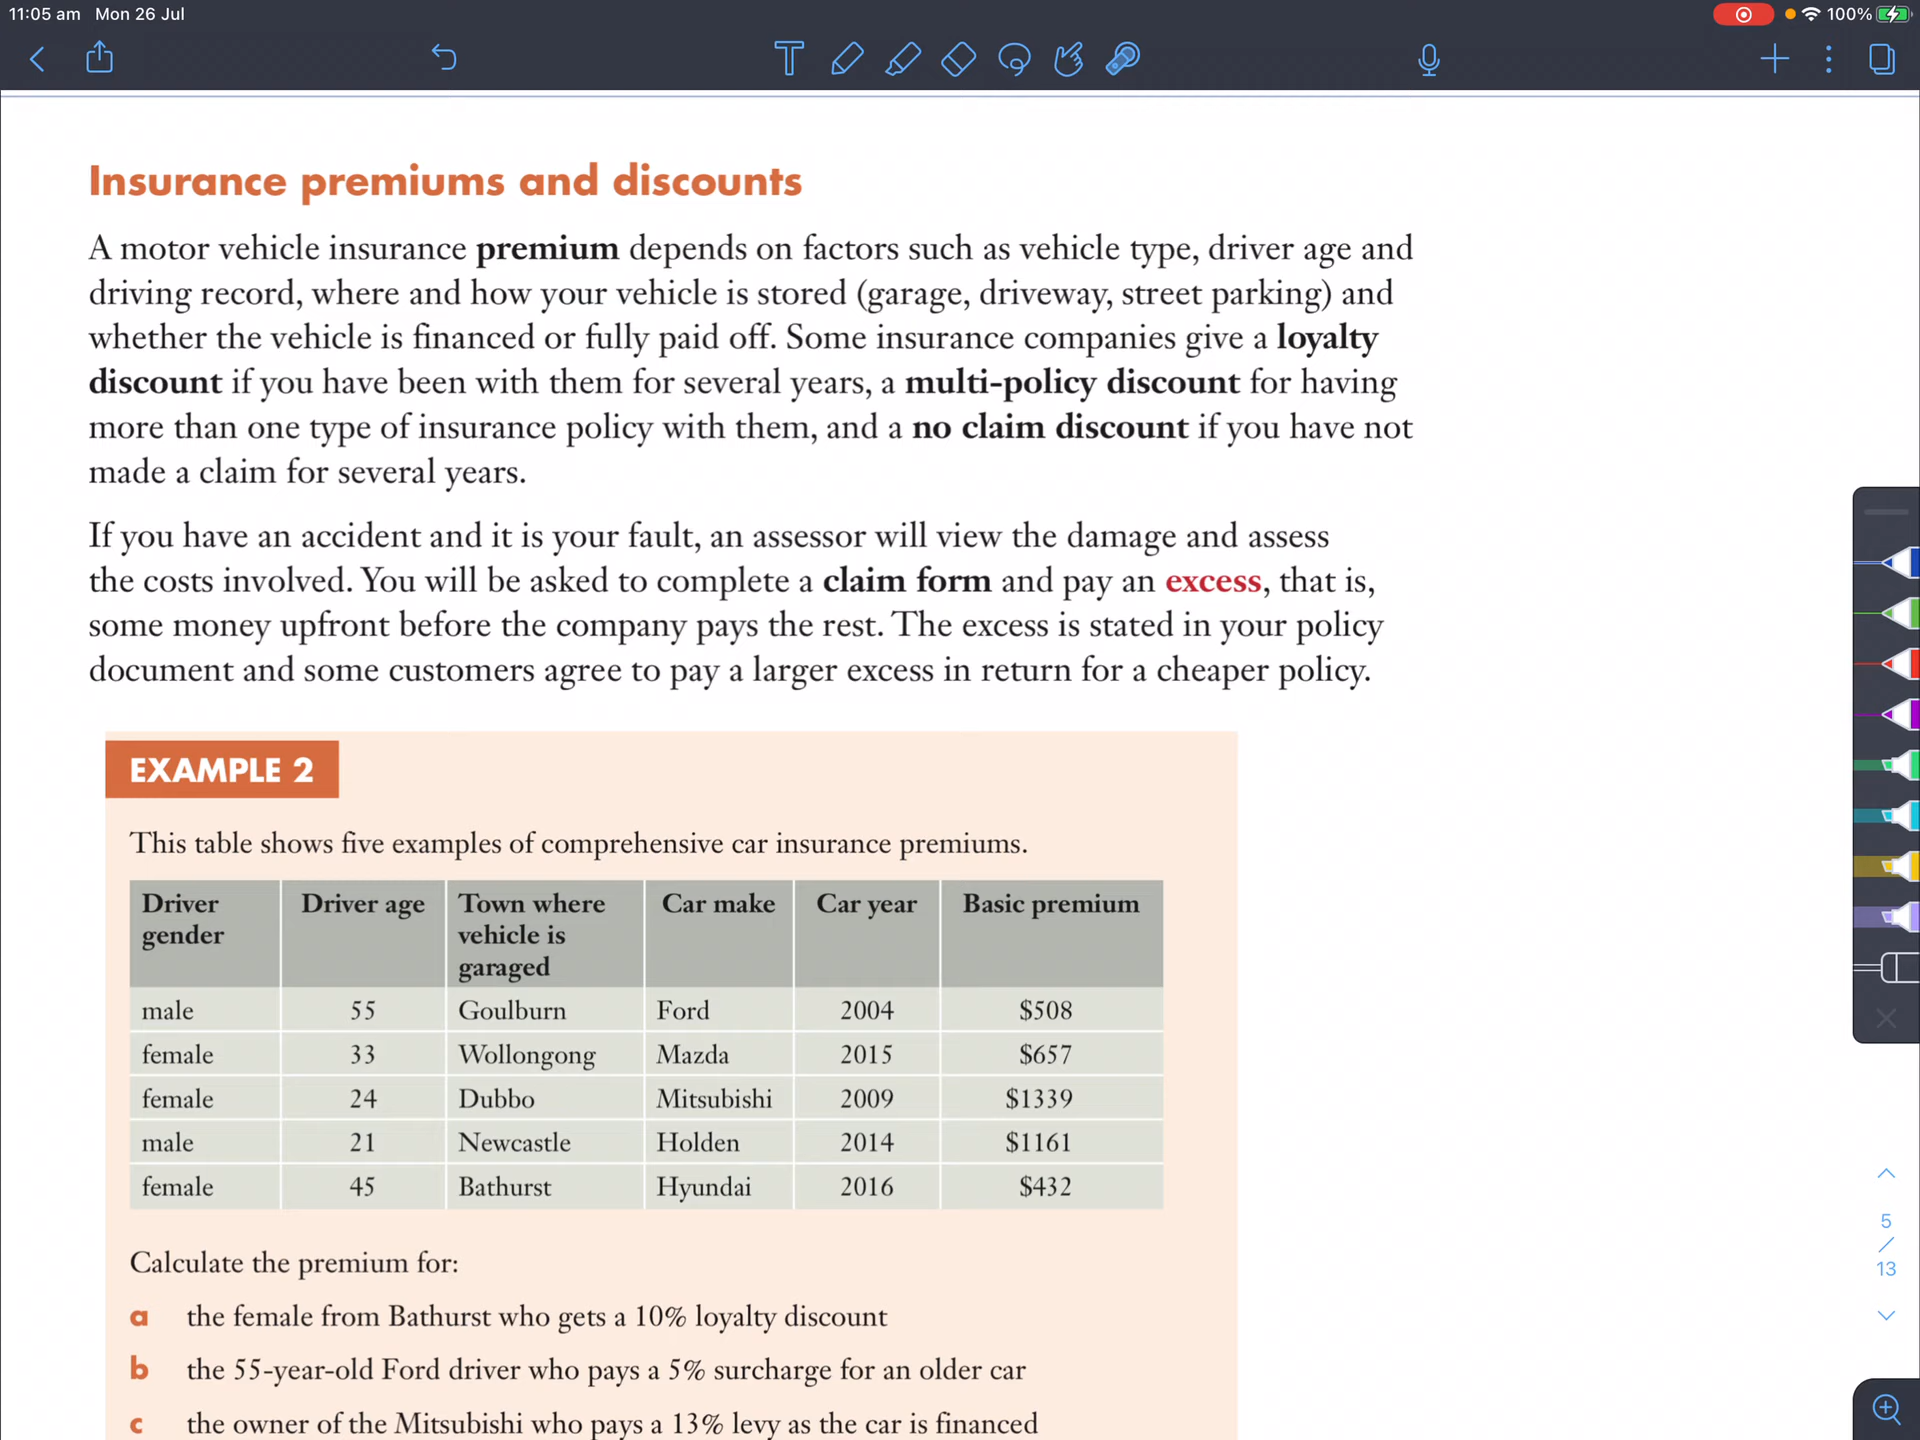 11:05 am Mon 26 Jul
100%
Insurance premiums and discounts
A motor vehicle insurance premium depends on factors such as vehicle type, driver age and
driving record, where and how your vehicle is stored (garage, driveway, street parking) and
whether the vehicle is financed or fully paid off. Some insurance companies give a loyalty
discount if you have been with them for several years, a multi-policy discount for having
more than one type of insurance policy with them, and a no claim discount if you have not
made a claim for several years.
If you have an accident and it is your fault, an assessor will view the damage and assess
the costs involved. You will be asked to complete a claim form and pay an excess, that is,
some money upfront before the company pays the rest. The excess is stated in your policy
document and some customers agree to pay a larger excess in return for a cheaper policy.
EXAMPLE 2
This table shows five examples of comprehensive car insurance premiums.
Driver gender Driver age Town where vehicle is garaged Car make Car year Basic premium
male 55 Goulburn Ford 2004 $508
female 33 Wollongong Mazda 2015 $657
female 24 Dubbo Mitsubishi 2009 $1339
male 21 Newcastle Holden 2014 $1161
female 45 Bathurst Hyundai 2016 $432
Calculate the premium for:
a the female from Bathurst who gets a 10% loyalty discount
b the 55-year-old Ford driver who pays a 5% surcharge for an older car
c the owner of the Mitsubishi who pays a 13% levy as the car is financed
5
/
13